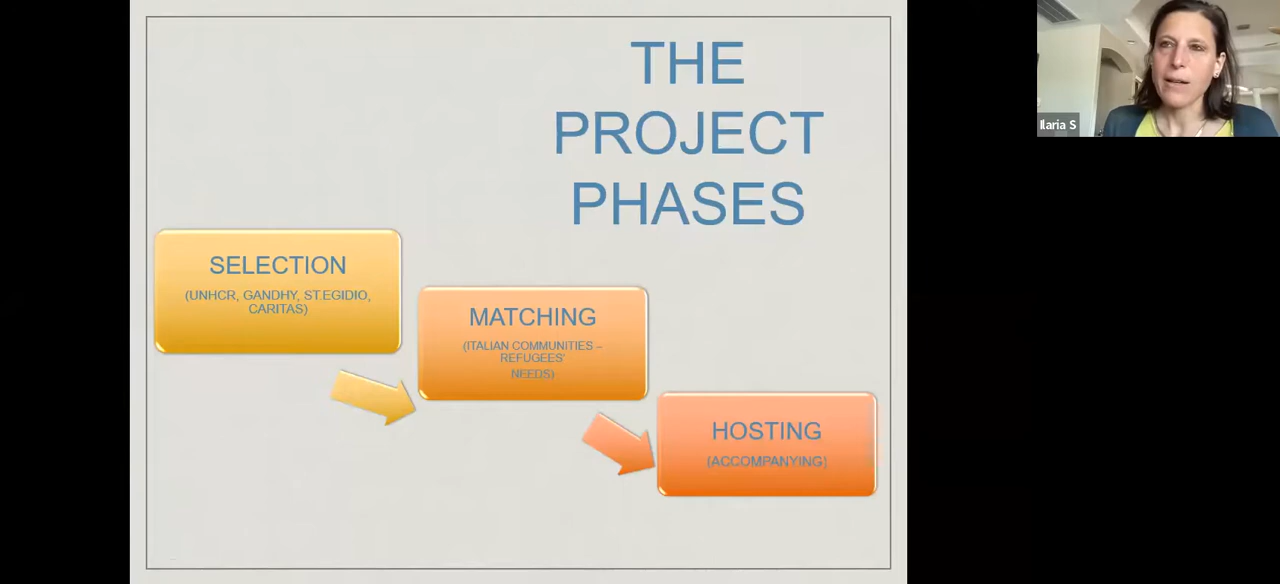 THE
PROJECT
PHASES
SELECTION
(UNHCR, GANDHY, ST.EGIDIO,
CARITAS)
MATCHING
(ITALIAN COMMUNITIES –
REFUGEES'
NEEDS)
HOSTING
(ACCOMPANYING)
Ilaria S